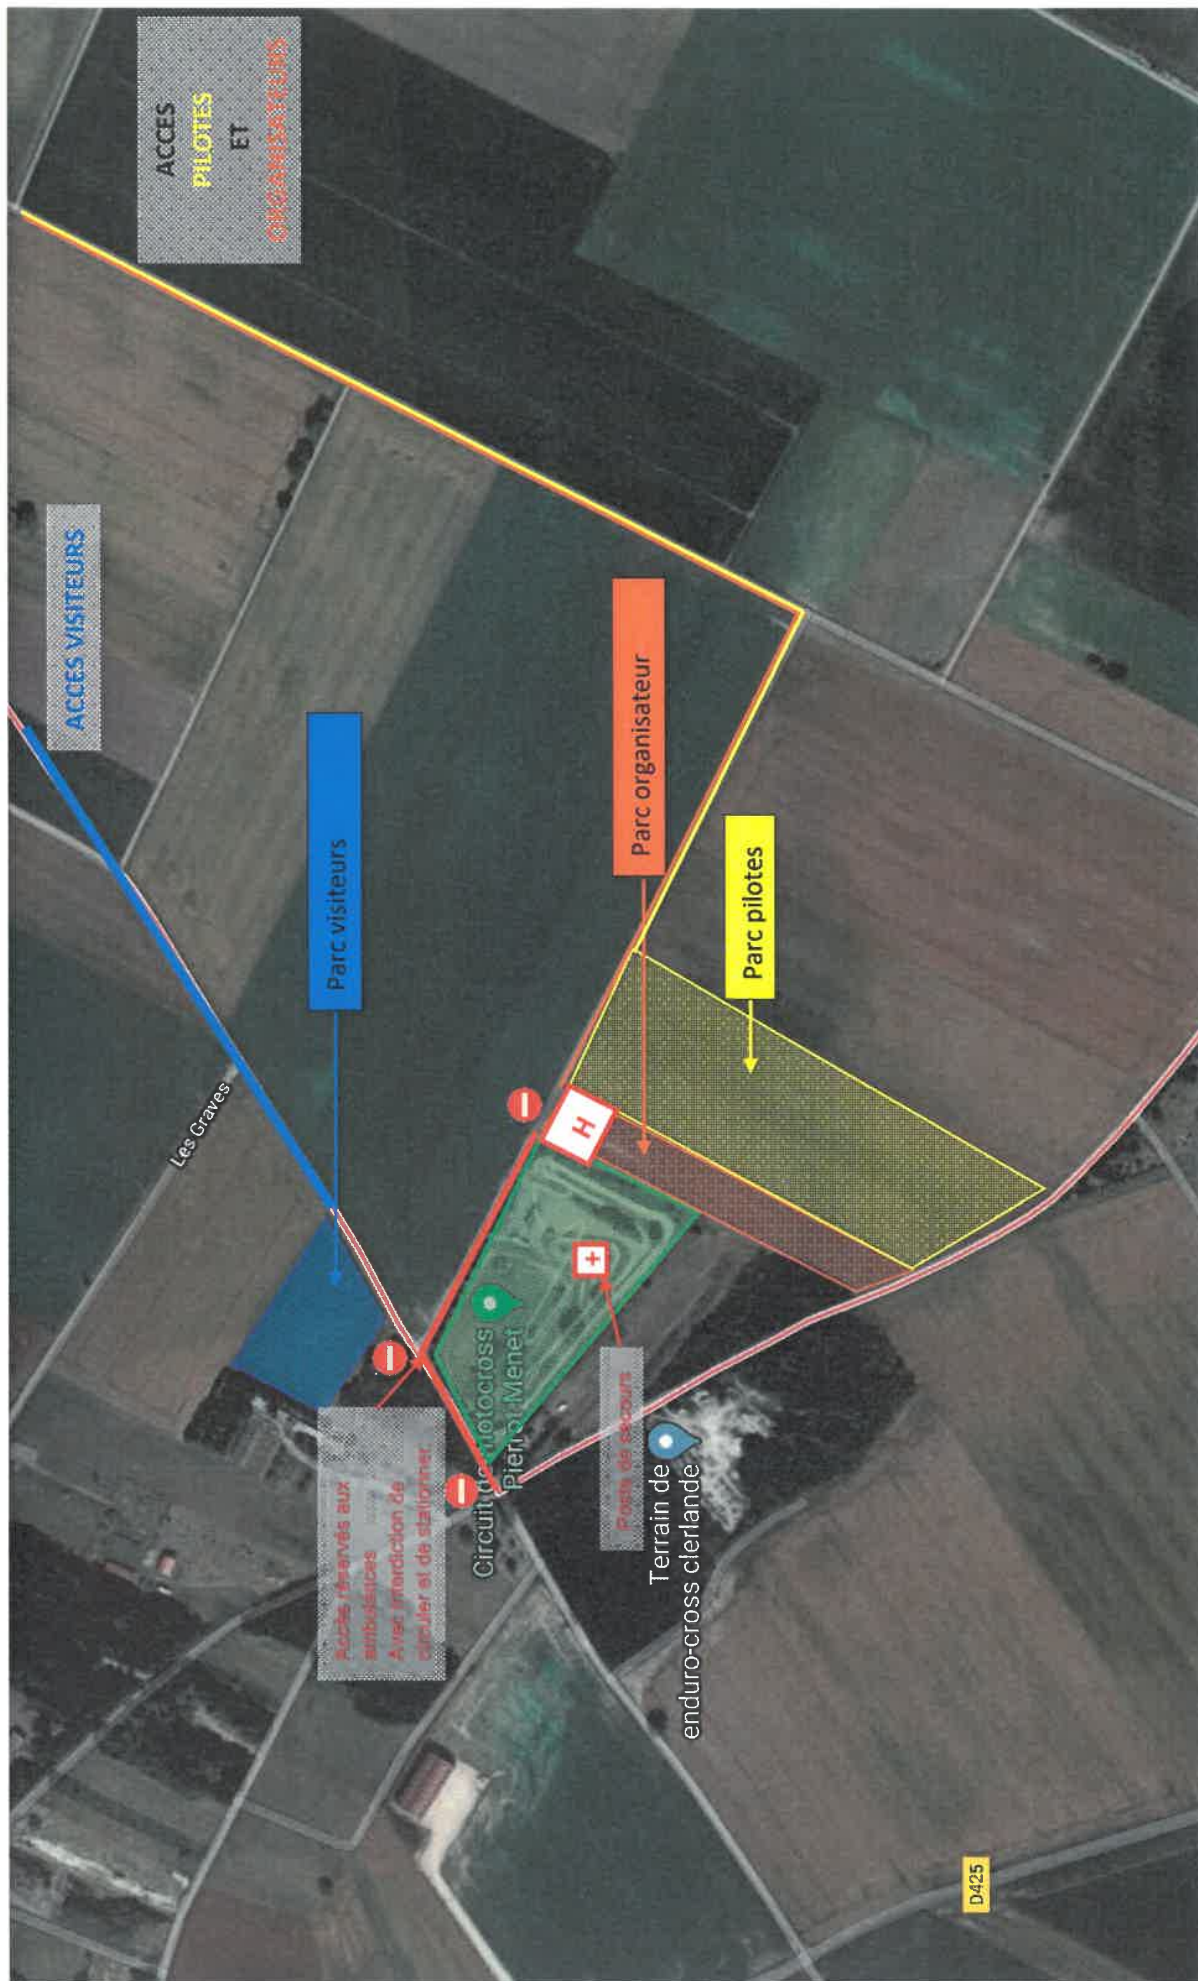 ACCES
PILOTES
ET
ORGANISATEURS
ACCES VISITEURS
Parc visiteurs
Parc organisateur
Parc pilotes
Les Graves
H
+
Accès réservés aux
ambulances
Avec interdiction de
circuler et de stationner
Circuit de motocross
Pierrot Menet
Poste de secours
Terrain de
enduro-cross clerlande
D425